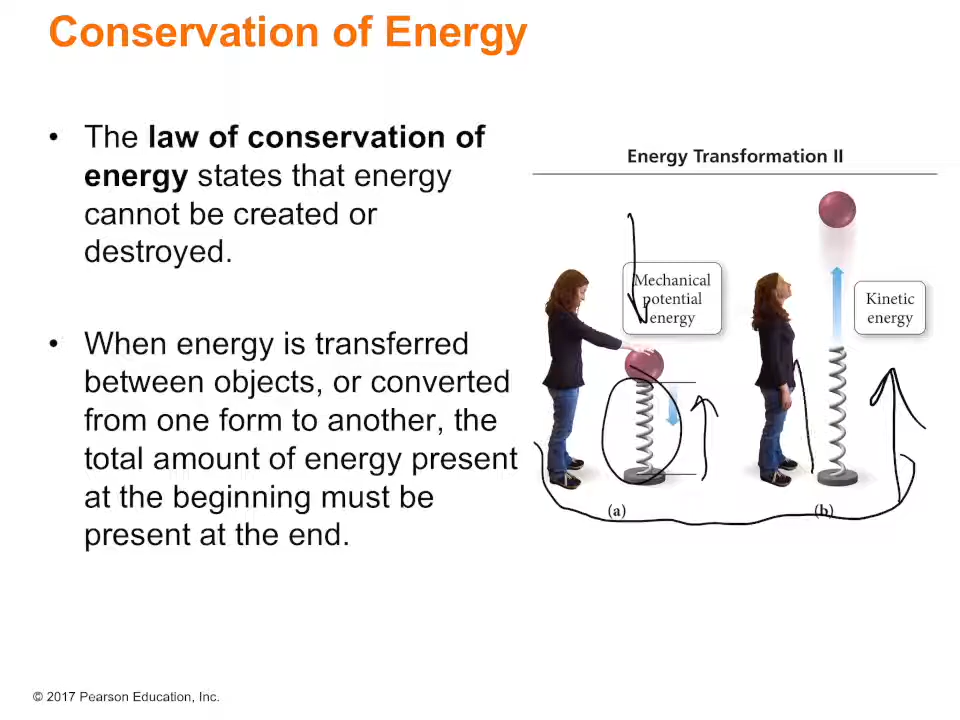 Conservation of Energy
• The law of conservation of
energy states that energy
cannot be created or
destroyed.
• When energy is transferred
between objects, or converted
from one form to another, the
total amount of energy present
at the beginning must be
present at the end.
Energy Transformation II
Mechanical
potential
energy
Kinetic
energy
(a)
(b)
© 2017 Pearson Education, Inc.